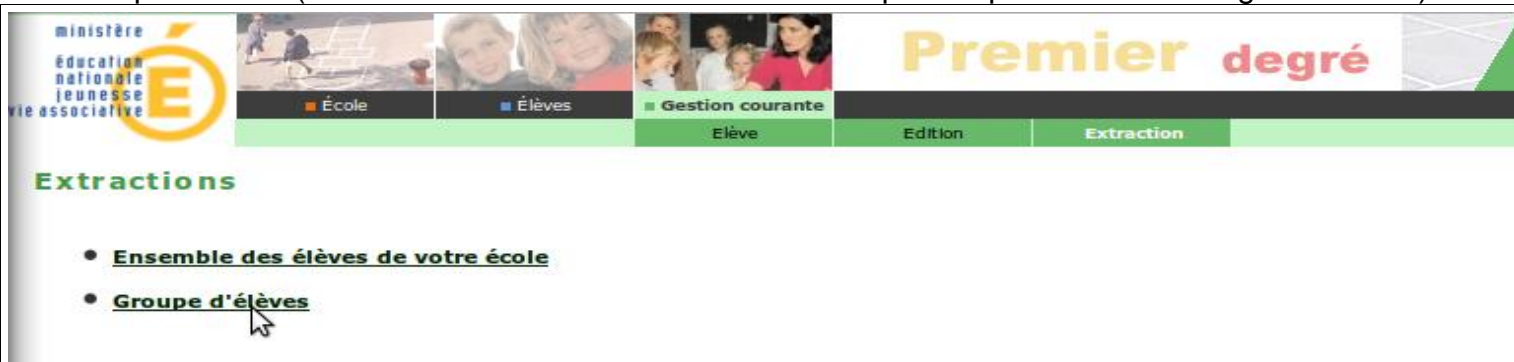 ministère
éducation
nationale
jeunesse
vie associative
É
École
Élèves
Gestion courante
Premier degré
Elève
Edition
Extraction
Extractions
Ensemble des élèves de votre école
Groupe d'élèves